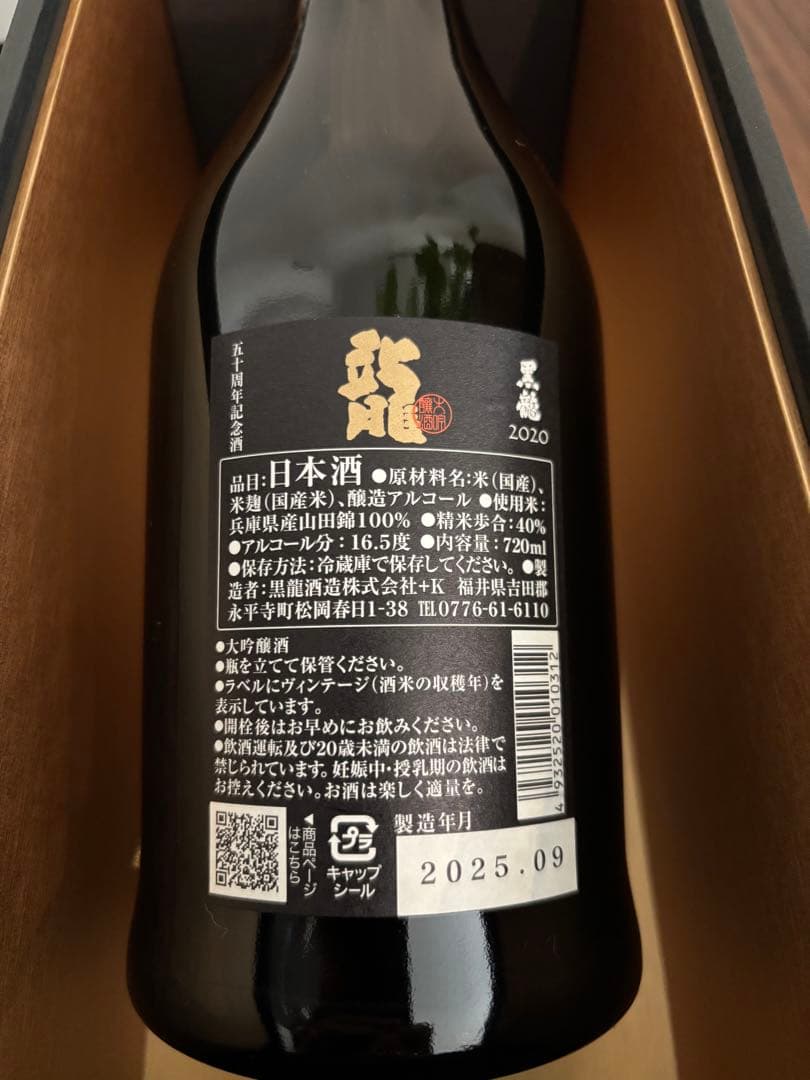 五十周年記念酒
龍
大吟醸酒
黒龍
2020
品目:日本酒 ●原材料名:米(国産)、
米麹(国産米)、醸造アルコール ●使用米:
兵庫県産山田錦100% ●精米歩合:40%
●アルコール分:16.5度 ●内容量:720ml
●保存方法:冷蔵庫で保存してください。●製
造者:黒龍酒造株式会社+K 福井県吉田郡
永平寺町松岡春日1-38 TEL0776-61-6110
●大吟醸酒
●瓶を立てて保管ください。
●ラベルにヴィンテージ(酒米の収穫年)を
表示しています。
●開栓後はお早めにお飲みください。
●飲酒運転及び20歳未満の飲酒は法律で
禁じられています。妊娠中・授乳期の飲酒は
お控えください。お酒は楽しく適量を。
4932520010312
▲商品ページ
はこちら
プラ
キャップ
シール
製造年月
2025.09